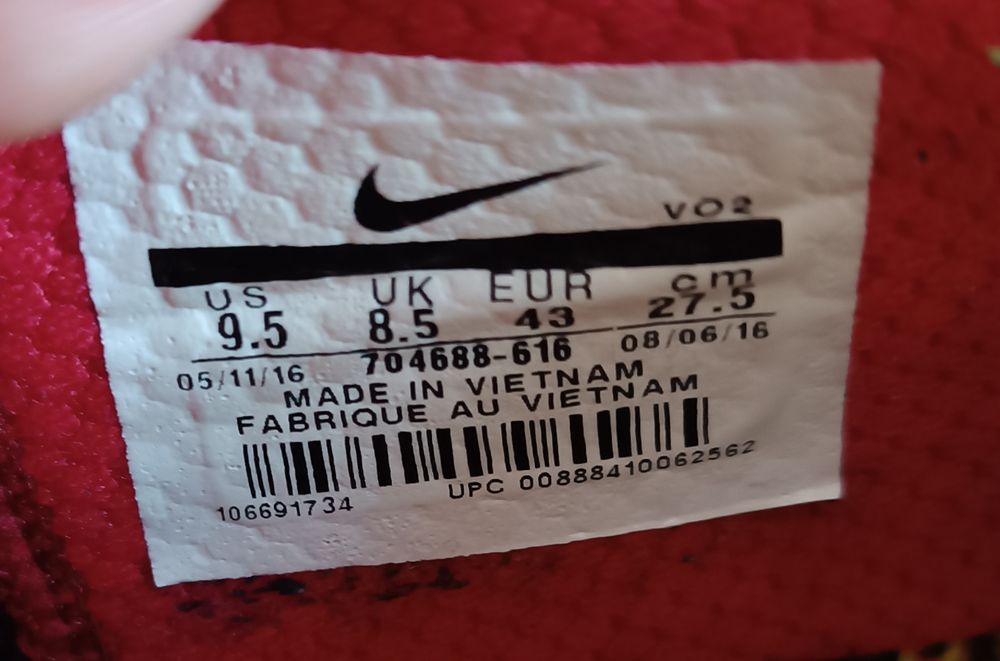 VO2
US UK EUR cm
9.5 8.5 43 27.5
05/11/16 704688-616 08/06/16
MADE IN VIETNAM
FABRIQUE AU VIETNAM
106691734 UPC 00888410062562